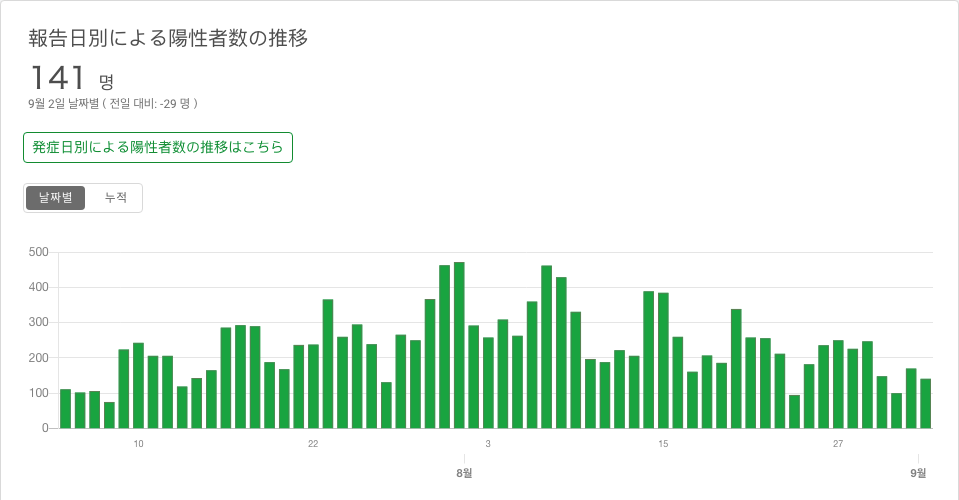 報告日別による陽性者数の推移
141 명
9월 2일 날짜별 ( 전일 대비: -29 명 )
発症日別による陽性者数の推移はこちら
날짜별 누적
500
400
300
200
100
0
10 22 3 15 27
8월 9월